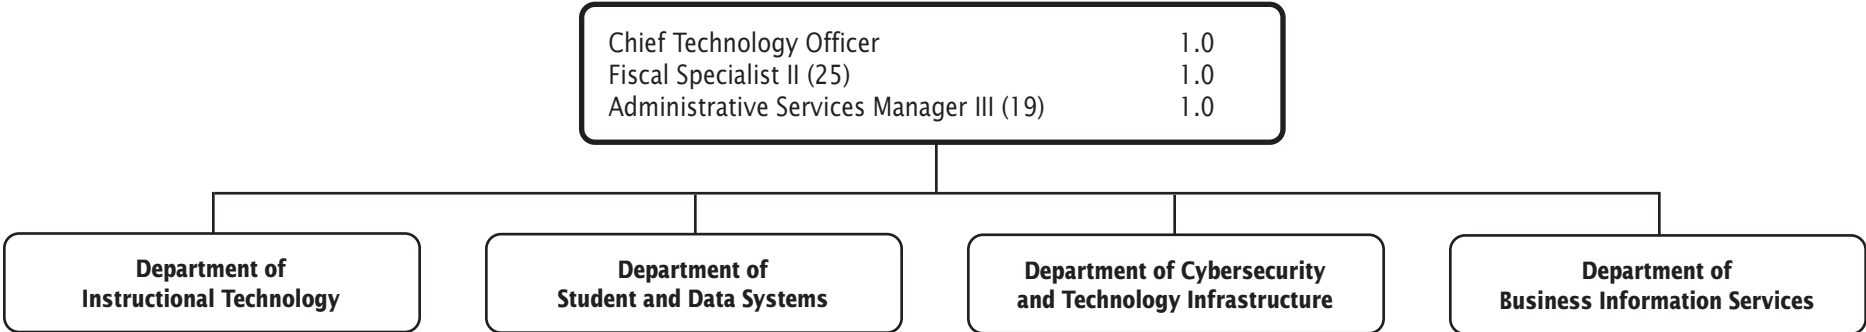 Chief Technology Officer 1.0
Fiscal Specialist II (25) 1.0
Administrative Services Manager III (19) 1.0
Department of
Instructional Technology
Department of
Student and Data Systems
Department of Cybersecurity
and Technology Infrastructure
Department of
Business Information Services